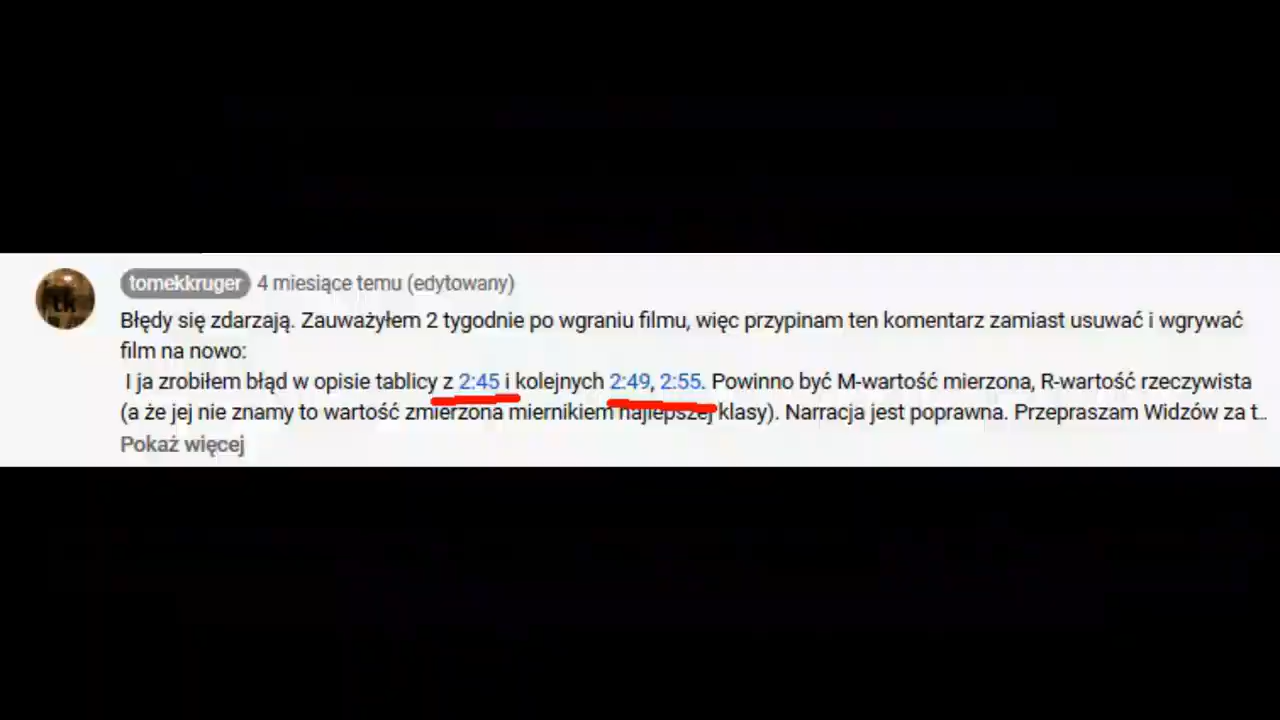 tomekkruger 4 miesiące temu (edytowany)
Błędy się zdarzają. Zauważyłem 2 tygodnie po wgraniu filmu, więc przypinam ten komentarz zamiast usuwać i wgrywać
film na nowo:
I ja zrobiłem błąd w opisie tablicy z 2:45 i kolejnych 2:49, 2:55. Powinno być M-wartość mierzona, R-wartość rzeczywista
(a że jej nie znamy to wartość zmierzona miernikiem najlepszej klasy). Narracja jest poprawna. Przepraszam Widzów za t...
Pokaż więcej